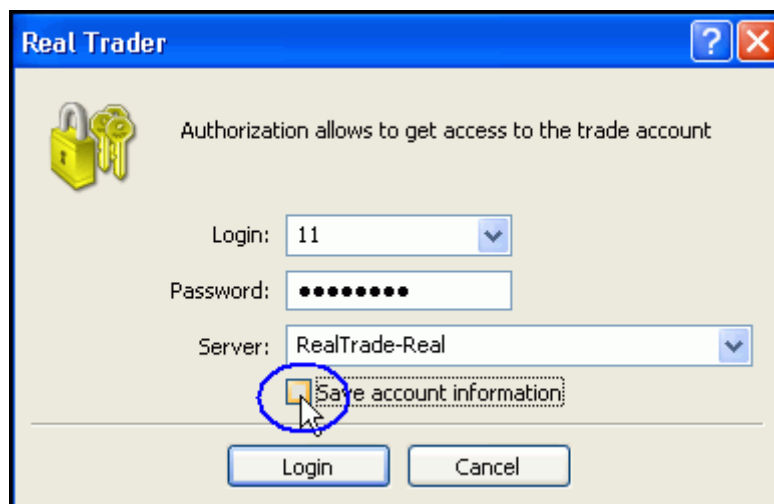 Real Trader
Authorization allows to get access to the trade account
Login: 11
Password: ●●●●●●●●
Server: RealTrade-Real
Save account information
Login Cancel